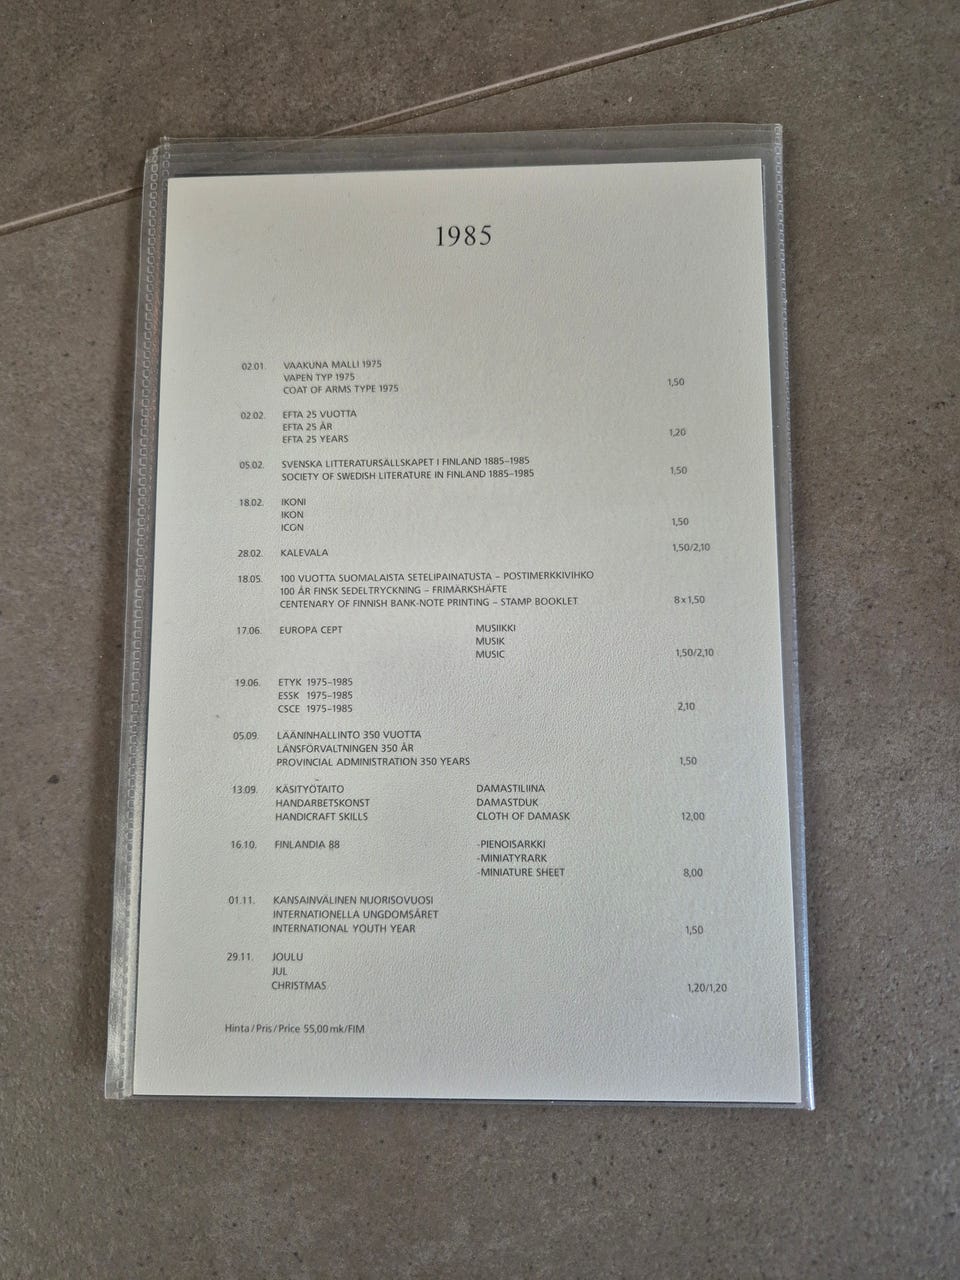 1985
02.01. VAAKUNA MALLI 1975
VAPEN TYP 1975
COAT OF ARMS TYPE 1975 1,50
02.02. EFTA 25 VUOTTA
EFTA 25 ÅR
EFTA 25 YEARS 1,20
05.02. SVENSKA LITTERATURSÄLLSKAPET I FINLAND 1885–1985
SOCIETY OF SWEDISH LITERATURE IN FINLAND 1885–1985 1,50
18.02. IKONI
IKON
ICON 1,50
28.02. KALEVALA 1,50/2,10
18.05. 100 VUOTTA SUOMALAISTA SETELIPAINATUSTA – POSTIMERKKIVIHKO
100 ÅR FINSK SEDELTRYCKNING – FRIMÄRKSHÄFTE
CENTENARY OF FINNISH BANK-NOTE PRINTING – STAMP BOOKLET 8×1,50
17.06. EUROPA CEPT MUSIIKKI
MUSIK
MUSIC 1,50/2,10
19.06. ETYK 1975–1985
ESSK 1975–1985
CSCE 1975–1985 2,10
05.09. LÄÄNINHALLINTO 350 VUOTTA
LÄNSFÖRVALTNINGEN 350 ÅR
PROVINCIAL ADMINISTRATION 350 YEARS 1,50
13.09. KÄSITYÖTAITO DAMASTILIINA
HANDARBETSKONST DAMASTDUK
HANDICRAFT SKILLS CLOTH OF DAMASK 12,00
16.10. FINLANDIA 88 -PIENOISARKKI
-MINIATYRARK
-MINIATURE SHEET 8,00
01.11. KANSAINVÄLINEN NUORISOVUOSI
INTERNATIONELLA UNGDOMSÅRET
INTERNATIONAL YOUTH YEAR 1,50
29.11. JOULU
JUL
CHRISTMAS 1,20/1,20
Hinta/Pris/Price 55,00 mk/FIM